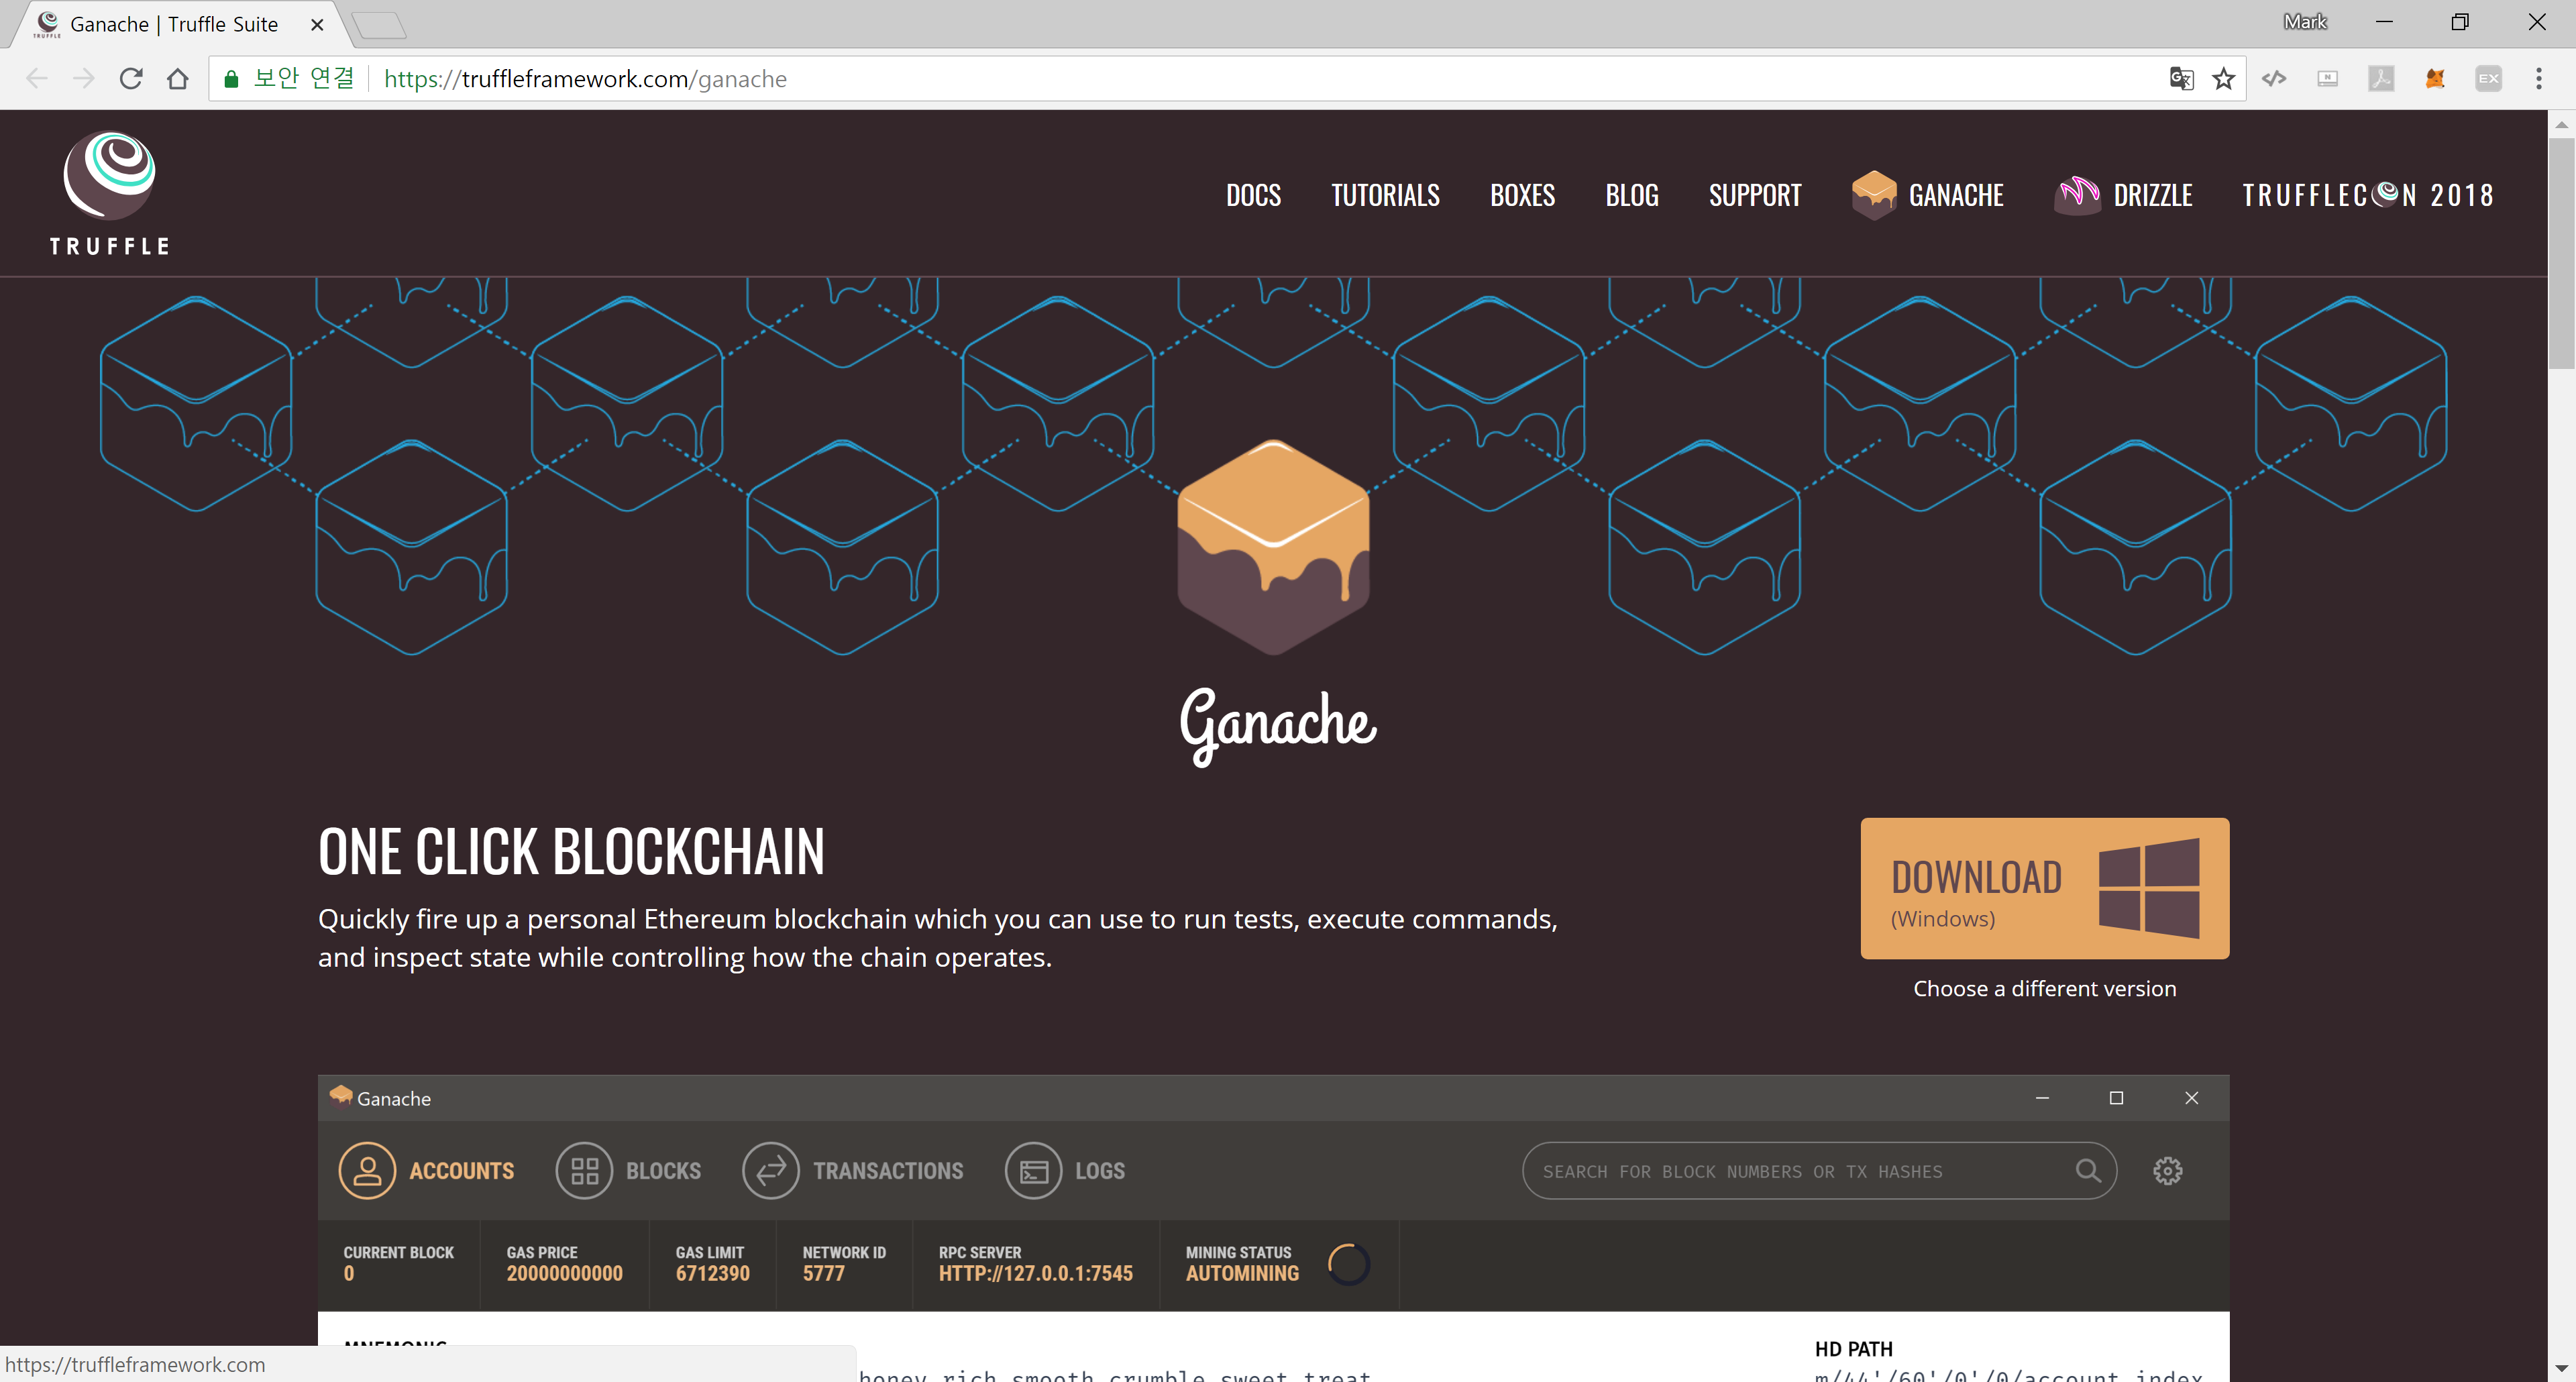 Ganache | Truffle Suite
Mark
보안 연결 https://truffleframework.com/ganache
EX
TRUFFLE
DOCS TUTORIALS BOXES BLOG SUPPORT GANACHE DRIZZLE TRUFFLECON 2018
Ganache
ONE CLICK BLOCKCHAIN
Quickly fire up a personal Ethereum blockchain which you can use to run tests, execute commands,
and inspect state while controlling how the chain operates.
DOWNLOAD
(Windows)
Choose a different version
Ganache
ACCOUNTS BLOCKS TRANSACTIONS LOGS SEARCH FOR BLOCK NUMBERS OR TX HASHES
CURRENT BLOCK GAS PRICE GAS LIMIT NETWORK ID RPC SERVER MINING STATUS
0 20000000000 6712390 5777 HTTP://127.0.0.1:7545 AUTOMINING
MNEMONIC HD PATH
honey rich smooth crumble sweet treat m/44'/60'/0'/0/account_index
https://truffleframework.com